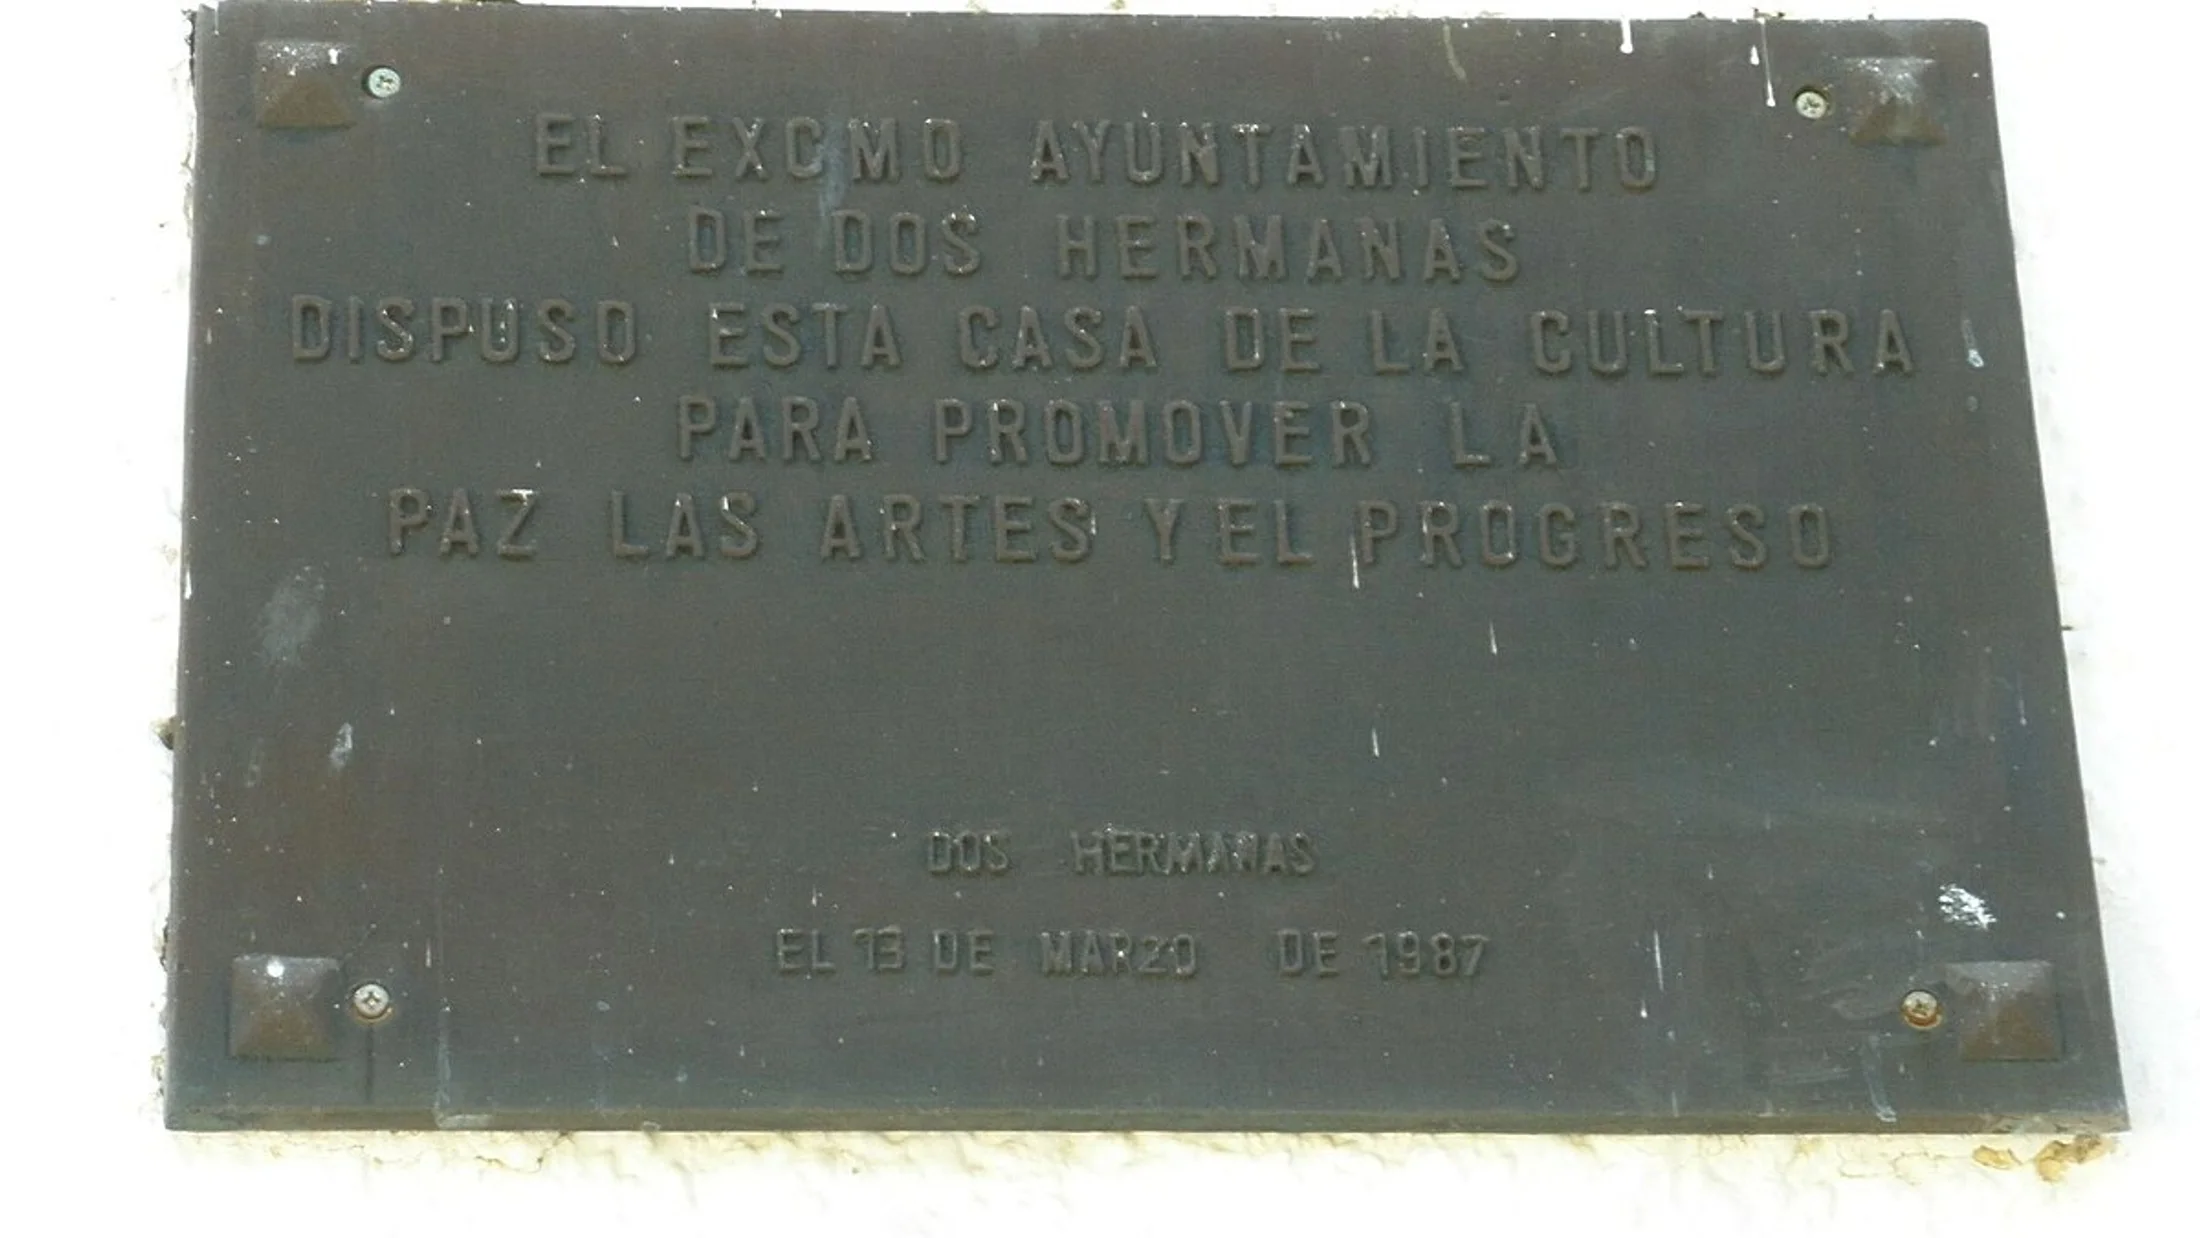 EL EXCMO AYUNTAMIENTO
DE DOS HERMANAS
DISPUSO ESTA CASA DE LA CULTURA
PARA PROMOVER LA
PAZ LAS ARTES Y EL PROGRESO
DOS HERMANAS
EL 13 DE MARZO DE 1987